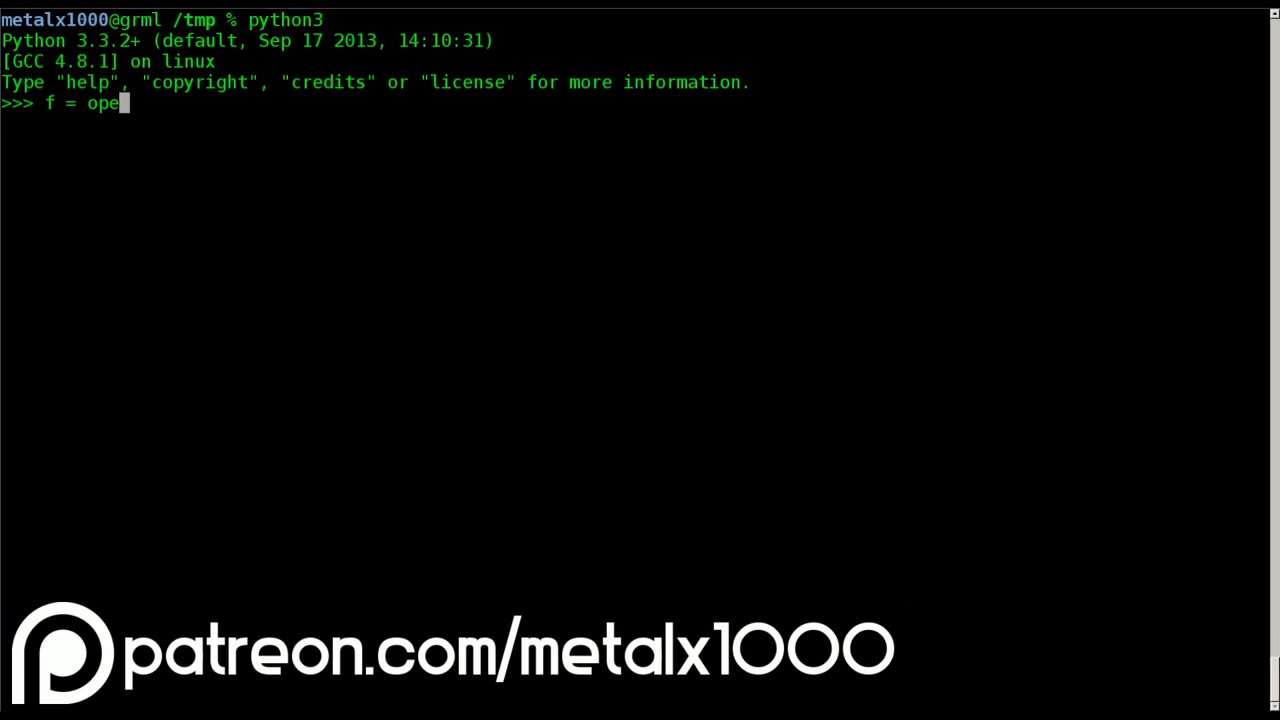 metalx1000@grml /tmp % python3
Python 3.3.2+ (default, Sep 17 2013, 14:10:31)
[GCC 4.8.1] on linux
Type "help", "copyright", "credits" or "license" for more information.
>>> f = ope
patreon.com/metalx1000